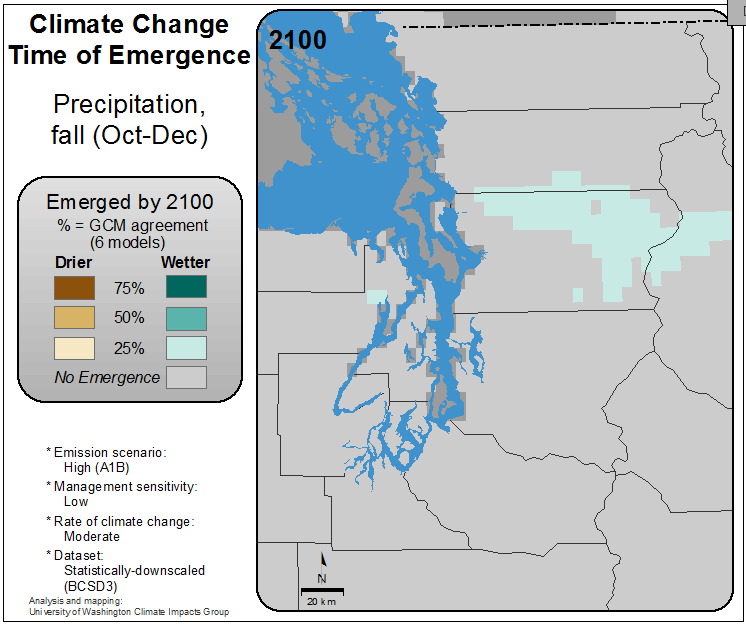 Climate Change
Time of Emergence
Precipitation,
fall (Oct-Dec)
Emerged by 2100
% = GCM agreement
(6 models)
Drier Wetter
75%
50%
25%
No Emergence
* Emission scenario:
High (A1B)
* Management sensitivity:
Low
* Rate of climate change:
Moderate
* Dataset:
Statistically-downscaled
(BCSD3)
Analysis and mapping:
University of Washington Climate Impacts Group
2100
N
20 km